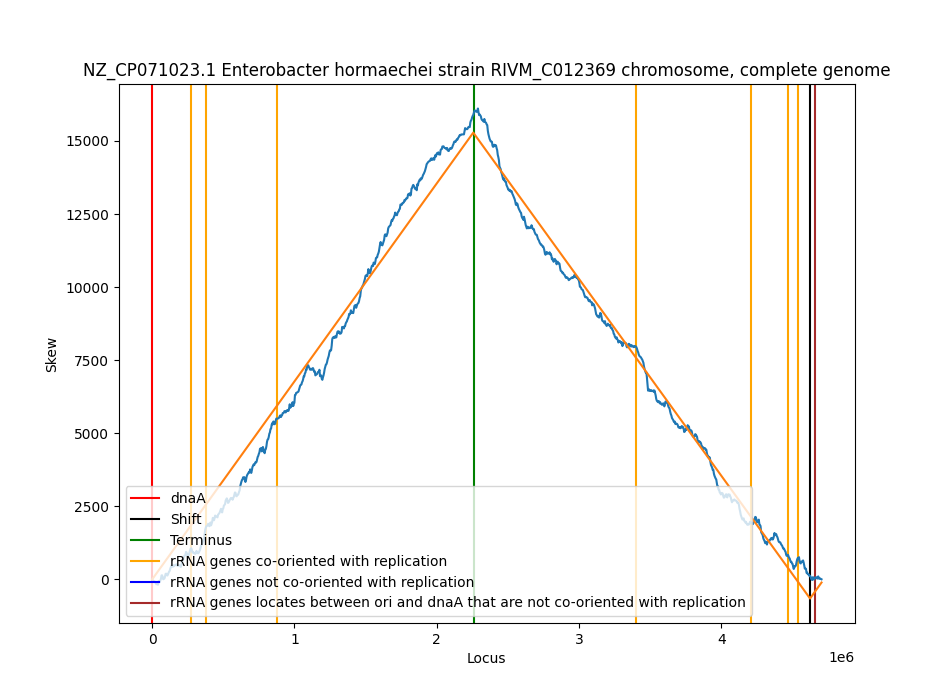 NZ_CP071023.1 Enterobacter hormaechei strain RIVM_C012369 chromosome, complete genome
Skew
15000
12500
10000
7500
5000
2500
0
dnaA
Shift
Terminus
rRNA genes co-oriented with replication
rRNA genes not co-oriented with replication
rRNA genes locates between ori and dnaA that are not co-oriented with replication
0 1 2 3 4
1e6
Locus